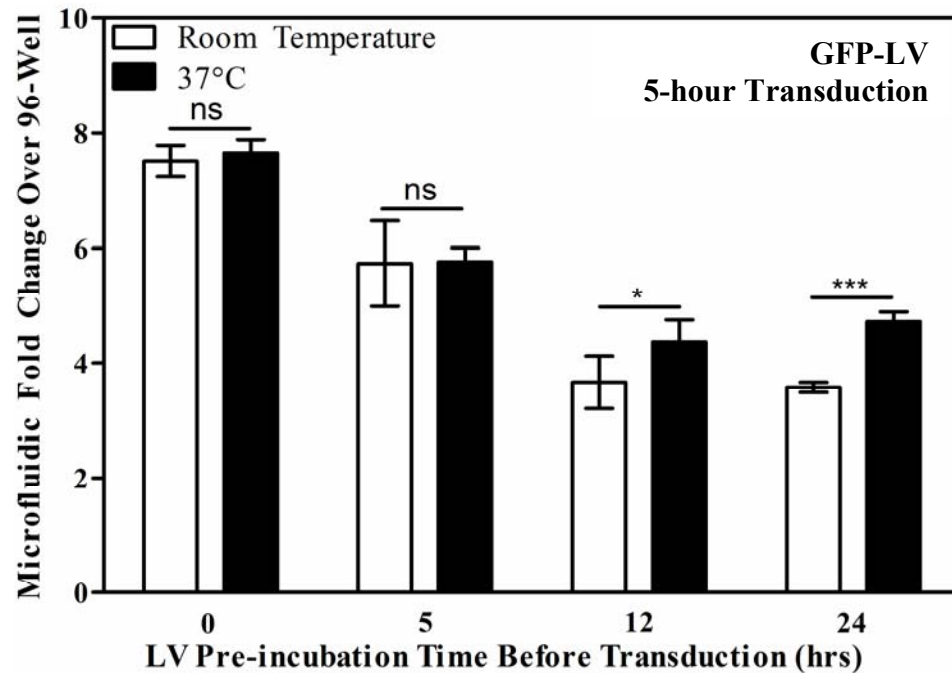 Microfluidic Fold Change Over 96-Well
10
8
6
4
2
0
Room Temperature
37°C
GFP-LV
5-hour Transduction
ns
ns
*
***
0
5
12
24
LV Pre-incubation Time Before Transduction (hrs)